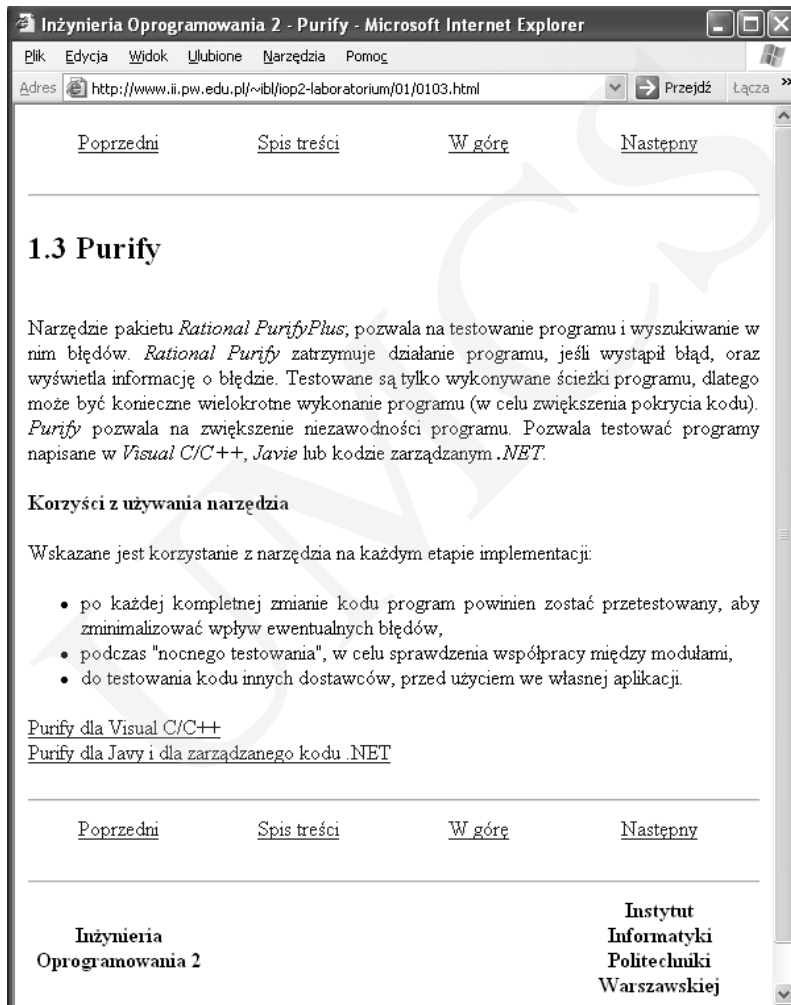 Inżynieria Oprogramowania 2 - Purify - Microsoft Internet Explorer
Plik Edycja Widok Ulubione Narzędzia Pomoc
Adres http://www.ii.pw.edu.pl/~ibl/iop2-laboratorium/01/0103.html Przejdź Łącza »
Poprzedni Spis treści W górę Następny
1.3 Purify
Narzędzie pakietu Rational PurifyPlus, pozwala na testowanie programu i wyszukiwanie w
nim błędów. Rational Purify zatrzymuje działanie programu, jeśli wystąpił błąd, oraz
wyświetla informację o błędzie. Testowane są tylko wykonywane ścieżki programu, dlatego
może być konieczne wielokrotne wykonanie programu (w celu zwiększenia pokrycia kodu).
Purify pozwala na zwiększenie niezawodności programu. Pozwala testować programy
napisane w Visual C/C++, Javie lub kodzie zarządzanym .NET.
Korzyści z używania narzędzia
Wskazane jest korzystanie z narzędzia na każdym etapie implementacji:
• po każdej kompletnej zmianie kodu program powinien zostać przetestowany, aby
zminimalizować wpływ ewentualnych błędów,
• podczas "nocnego testowania", w celu sprawdzenia współpracy między modułami,
• do testowania kodu innych dostawców, przed użyciem we własnej aplikacji.
Purify dla Visual C/C++
Purify dla Javy i dla zarządzanego kodu .NET
Poprzedni Spis treści W górę Następny
Inżynieria
Oprogramowania 2
Instytut
Informatyki
Politechniki
Warszawskiej
UMCS